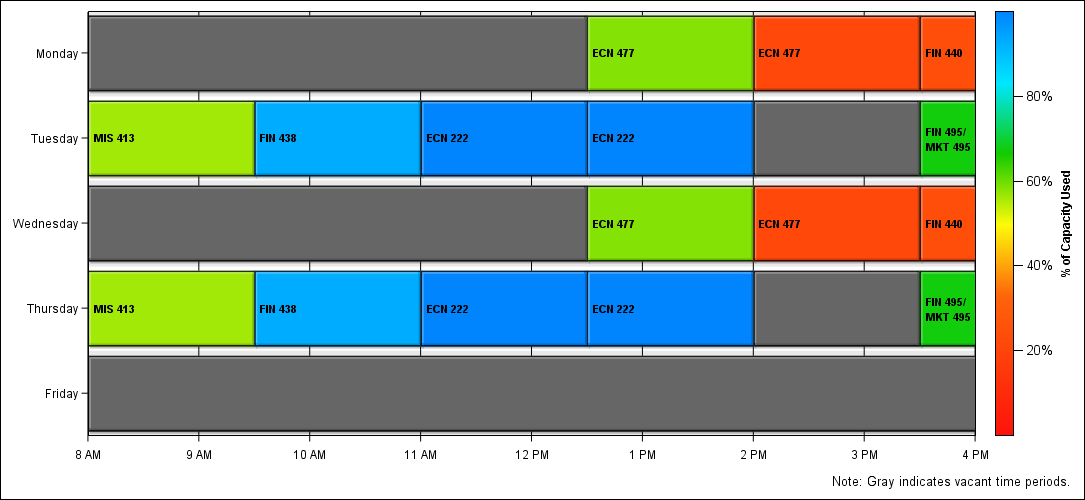 Monday
ECN 477
ECN 477
FIN 440
Tuesday
MIS 413
FIN 438
ECN 222
ECN 222
FIN 495/
MKT 495
Wednesday
ECN 477
ECN 477
FIN 440
Thursday
MIS 413
FIN 438
ECN 222
ECN 222
FIN 495/
MKT 495
Friday
8 AM
9 AM
10 AM
11 AM
12 PM
1 PM
2 PM
3 PM
4 PM
80%
60%
40%
20%
% of Capacity Used
Note: Gray indicates vacant time periods.